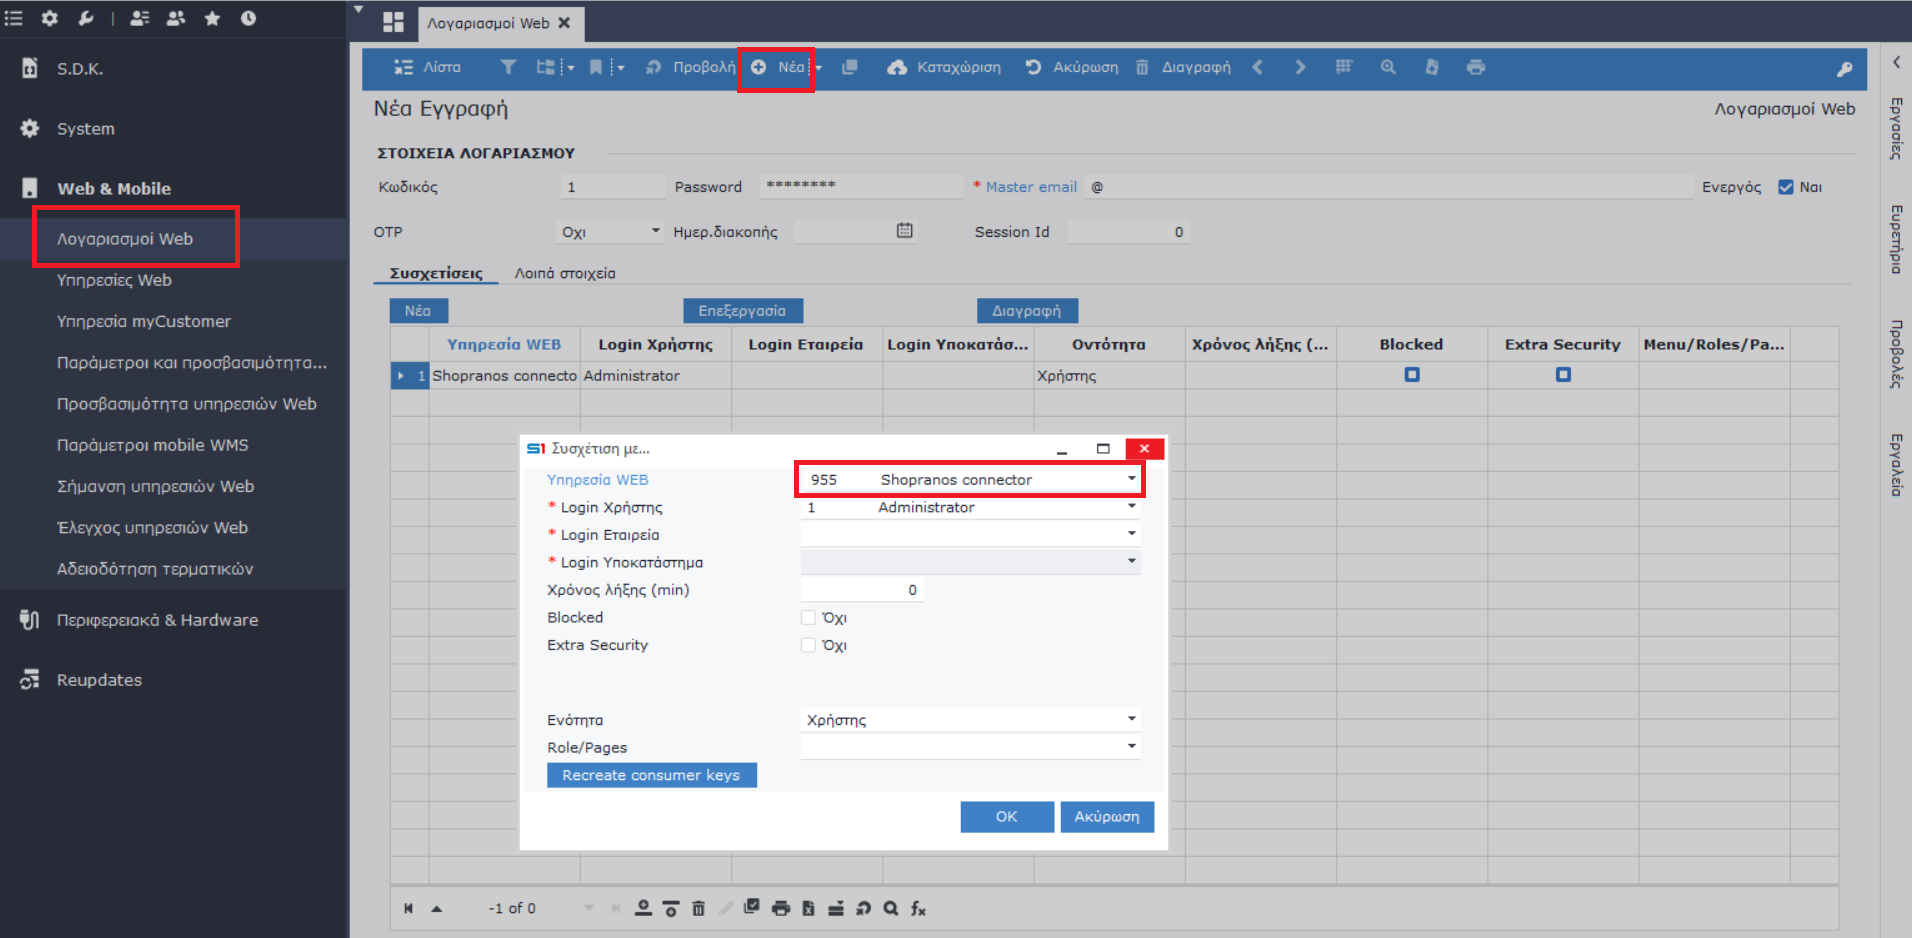 Λογαριασμοί Web
S.D.K.
System
Web & Mobile
Λογαριασμοί Web
Υπηρεσίες Web
Υπηρεσία myCustomer
Παράμετροι και προσβασιμότητα...
Προσβασιμότητα υπηρεσιών Web
Παράμετροι mobile WMS
Σήμανση υπηρεσιών Web
Έλεγχος υπηρεσιών Web
Αδειοδότηση τερματικών
Περιφερειακά & Hardware
Reupdates
Λίστα Προβολή Νέα Καταχώριση Ακύρωση Διαγραφή
Νέα Εγγραφή Λογαριασμοί Web
ΣΤΟΙΧΕΙΑ ΛΟΓΑΡΙΑΣΜΟΥ
Κωδικός 1 Password ******** * Master email @ Ενεργός Ναι
OTP Οχι Ημερ.διακοπής Session Id 0
Συσχετίσεις Λοιπά στοιχεία
Νέα Επεξεργασία Διαγραφή
Υπηρεσία WEB Login Χρήστης Login Εταιρεία Login Υποκατάσ... Οντότητα Χρόνος λήξης (... Blocked Extra Security Menu/Roles/Pa...
1 Shopranos connecto Administrator Χρήστης
S1 Συσχέτιση με...
Υπηρεσία WEB 955 Shopranos connector
* Login Χρήστης 1 Administrator
* Login Εταιρεία
* Login Υποκατάστημα
Χρόνος λήξης (min) 0
Blocked Όχι
Extra Security Όχι
Ενότητα Χρήστης
Role/Pages
Recreate consumer keys
OK Ακύρωση
-1 of 0
Εργασίες
Ευρετήρια
Προβολές
Εργαλεία